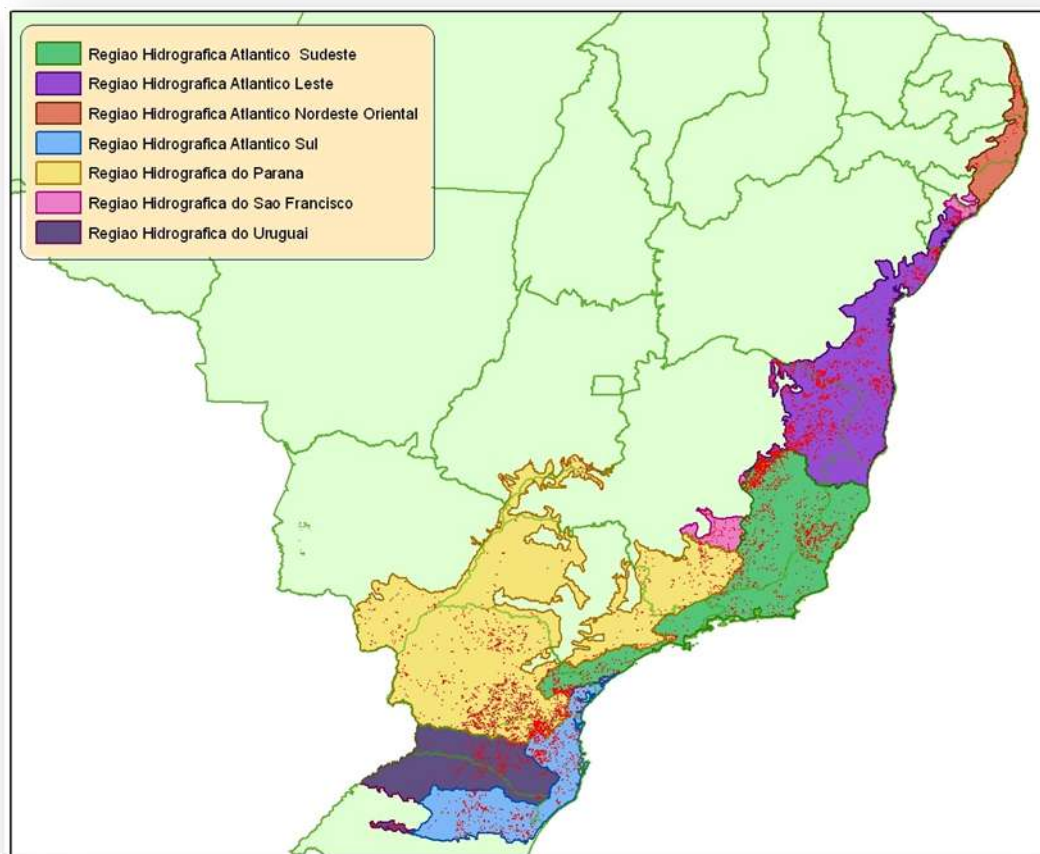 Regiao Hidrografica Atlantico Sudeste
Regiao Hidrografica Atlantico Leste
Regiao Hidrografica Atlantico Nordeste Oriental
Regiao Hidrografica Atlantico Sul
Regiao Hidrografica do Parana
Regiao Hidrografica do Sao Francisco
Regiao Hidrografica do Uruguai